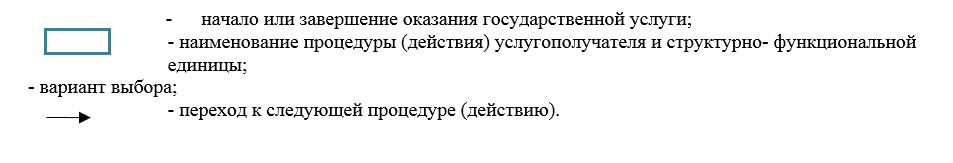 - начало или завершение оказания государственной услуги;
- наименование процедуры (действия) услугополучателя и структурно- функциональной
единицы;
- вариант выбора;
- переход к следующей процедуре (действию).